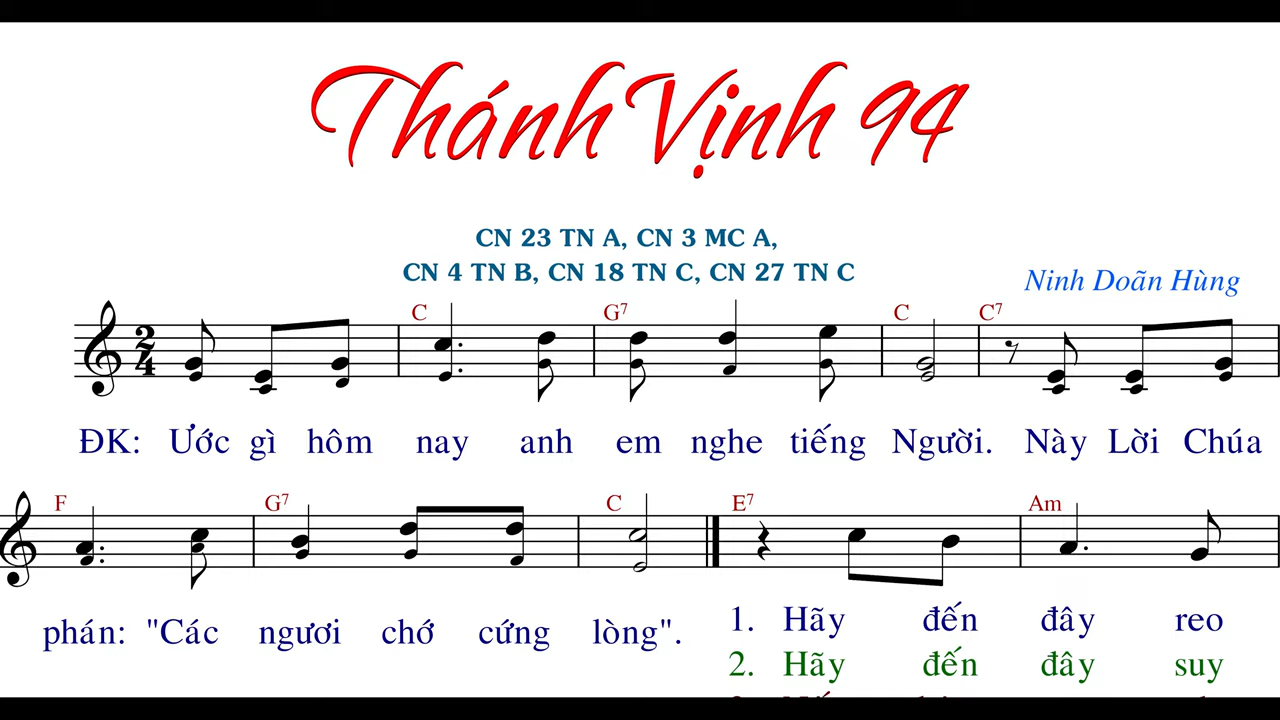 Thánh Vịnh 94
CN 23 TN A, CN 3 MC A,
CN 4 TN B, CN 18 TN C, CN 27 TN C
Ninh Doãn Hùng
C G7 C C7
2
4
ĐK: Ước gì hôm nay anh em nghe tiếng Người. Này Lời Chúa
F G7 C E7 Am
phán: "Các ngươi chớ cứng lòng".
1. Hãy đến đây reo
2. Hãy đến đây suy